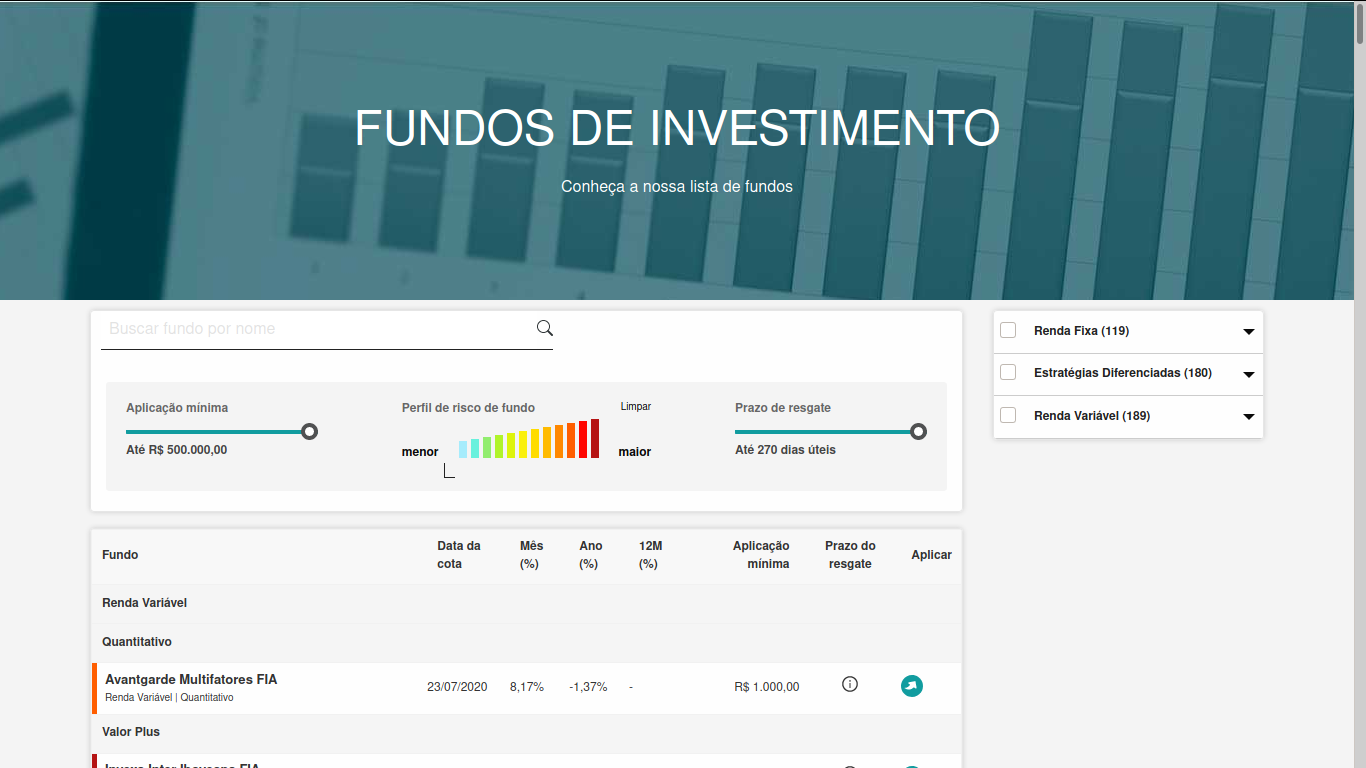 FUNDOS DE INVESTIMENTO
Conheça a nossa lista de fundos
Buscar fundo por nome
Aplicação mínima
Até R$ 500.000,00
Perfil de risco de fundo
Limpar
menor
maior
Prazo de resgate
Até 270 dias úteis
Renda Fixa (119)
Estratégias Diferenciadas (180)
Renda Variável (189)
Fundo
Data da
cota
Mês
(%)
Ano
(%)
12M
(%)
Aplicação
mínima
Prazo do
resgate
Aplicar
Renda Variável
Quantitativo
Avantgarde Multifatores FIA
Renda Variável | Quantitativo
23/07/2020
8,17%
-1,37%
-
R$ 1.000,00
Valor Plus